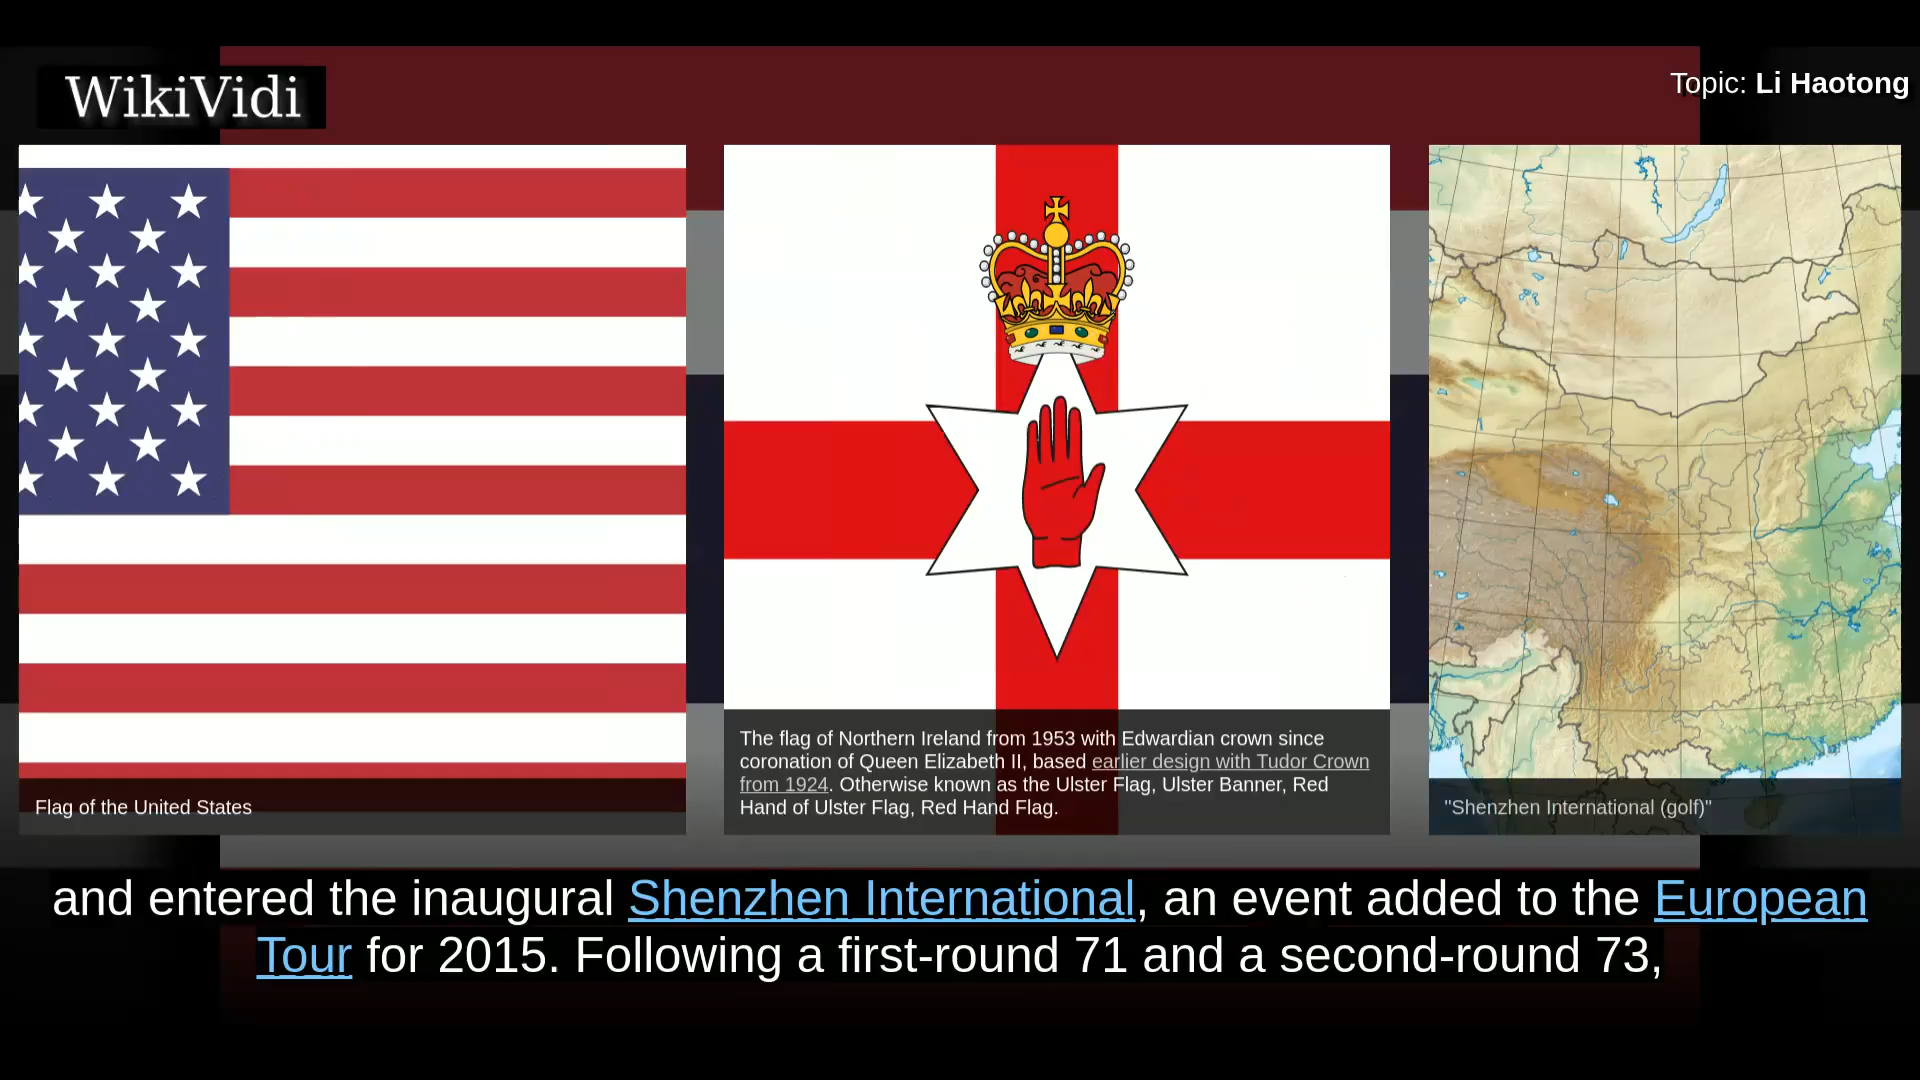 WikiVidi
Topic: Li Haotong
Flag of the United States
The flag of Northern Ireland from 1953 with Edwardian crown since
coronation of Queen Elizabeth II, based earlier design with Tudor Crown
from 1924. Otherwise known as the Ulster Flag, Ulster Banner, Red
Hand of Ulster Flag, Red Hand Flag.
"Shenzhen International (golf)"
and entered the inaugural Shenzhen International, an event added to the European
Tour for 2015. Following a first-round 71 and a second-round 73,